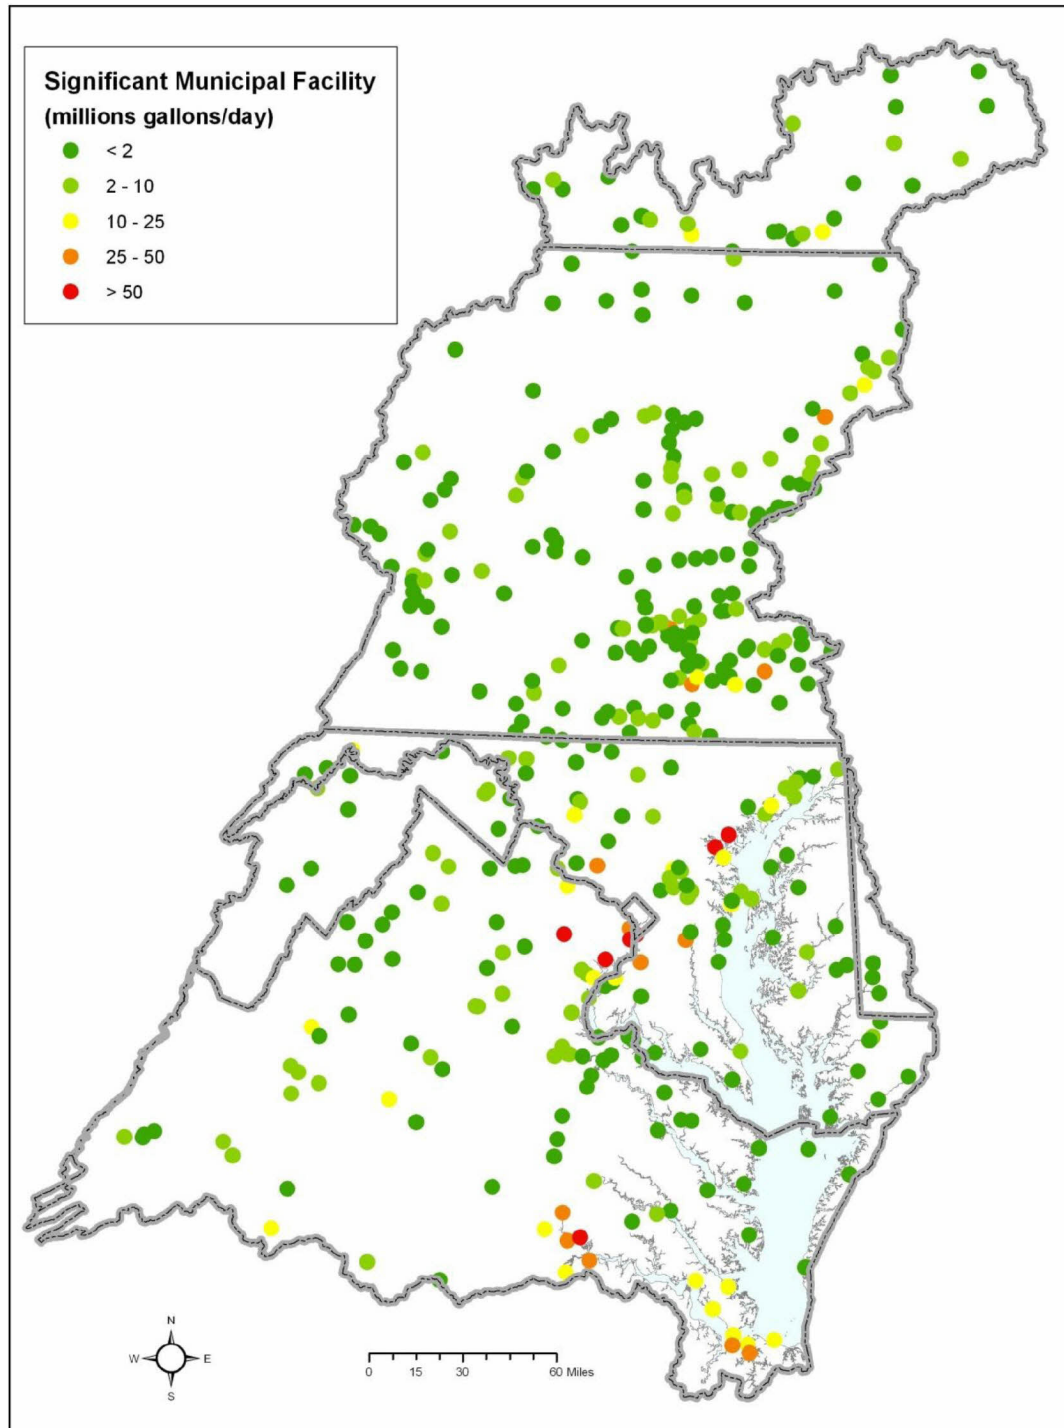 Significant Municipal Facility
(millions gallons/day)
< 2
2 - 10
10 - 25
25 - 50
> 50
N
W E
S
0 15 30 60 Miles